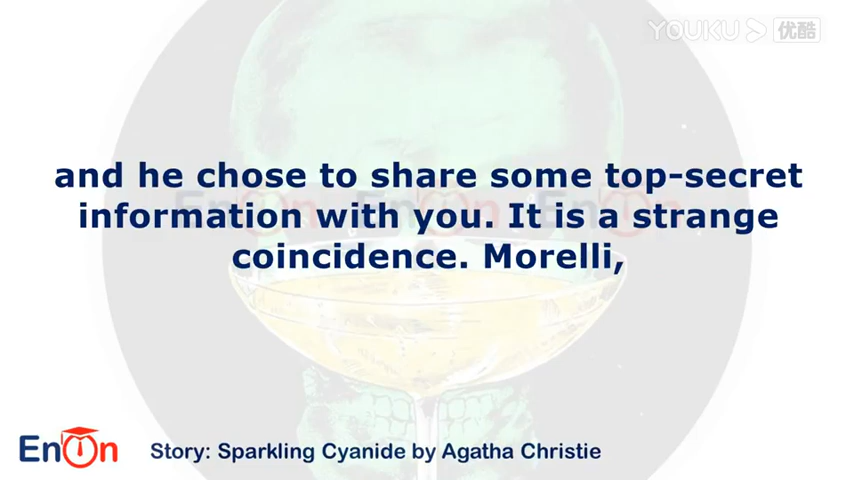 YOUKU 优酷
and he chose to share some top-secret
information with you. It is a strange
coincidence. Morelli,
EnOn
Story: Sparkling Cyanide by Agatha Christie